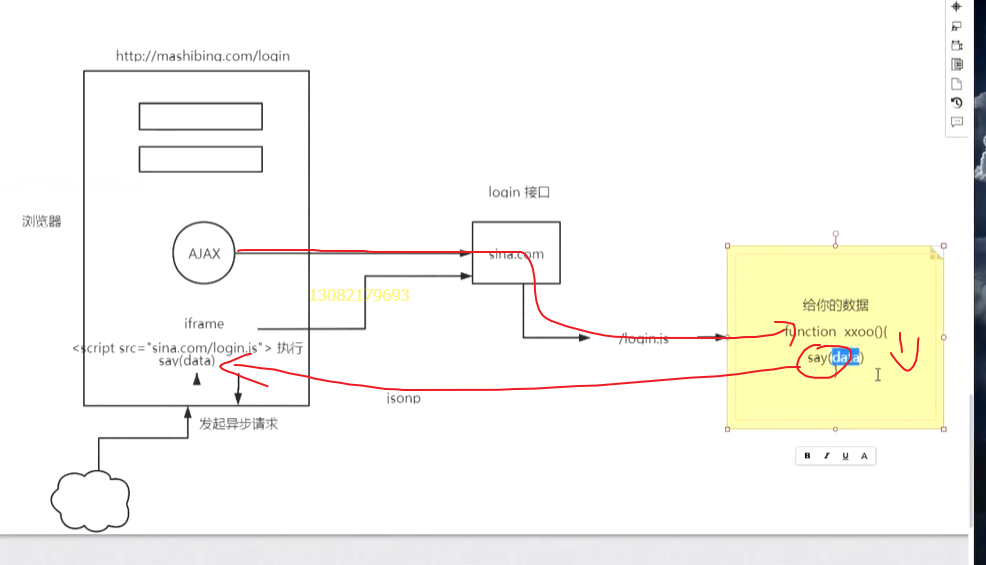 http://mashibing.com/login
login 接口
浏览器
AJAX
sina.com
13082179693
给你的数据
iframe
function xxoo(){
/login.js
<script src="sina.com/login.js"> 执行
say(data)
say(data)
}
jsonp
发起异步请求
B I U A